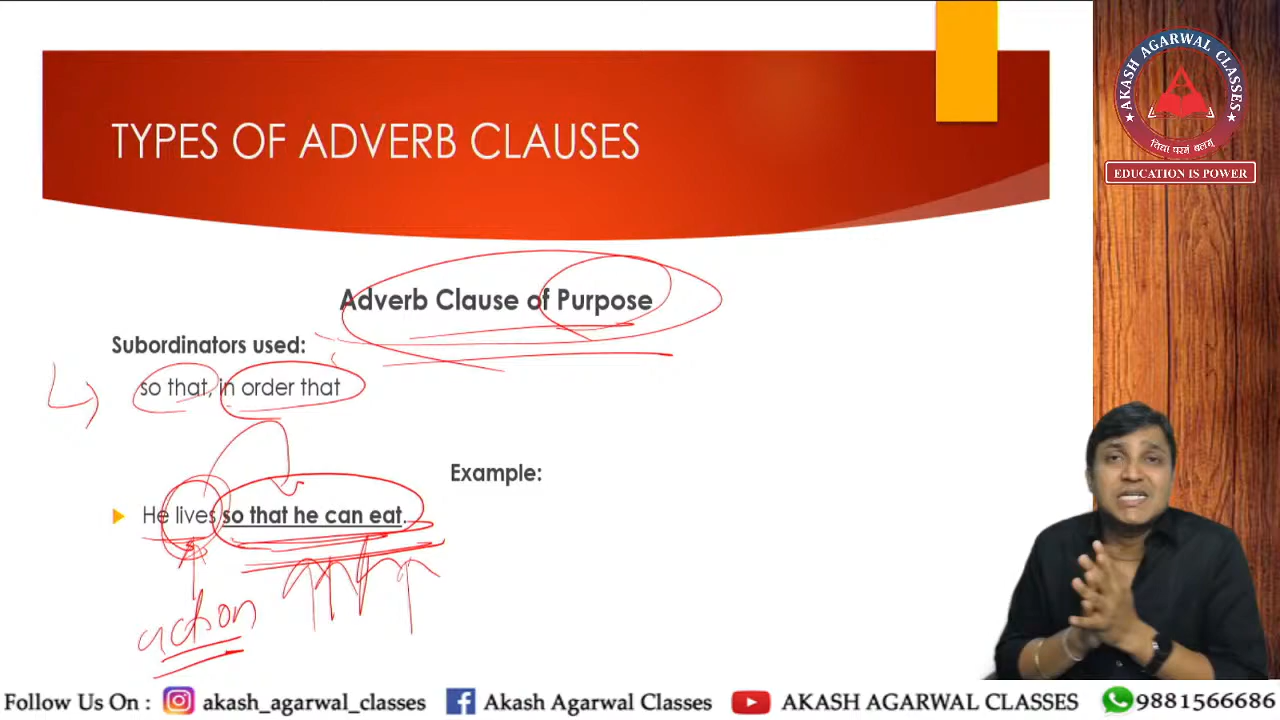 TYPES OF ADVERB CLAUSES
AKASH AGARWAL CLASSES
विद्या परमं बलम्
EDUCATION IS POWER
Adverb Clause of Purpose
Subordinators used:
so that, in order that
Example:
He lives so that he can eat.
action
Follow Us On : akash_agarwal_classes Akash Agarwal Classes AKASH AGARWAL CLASSES 9881566686